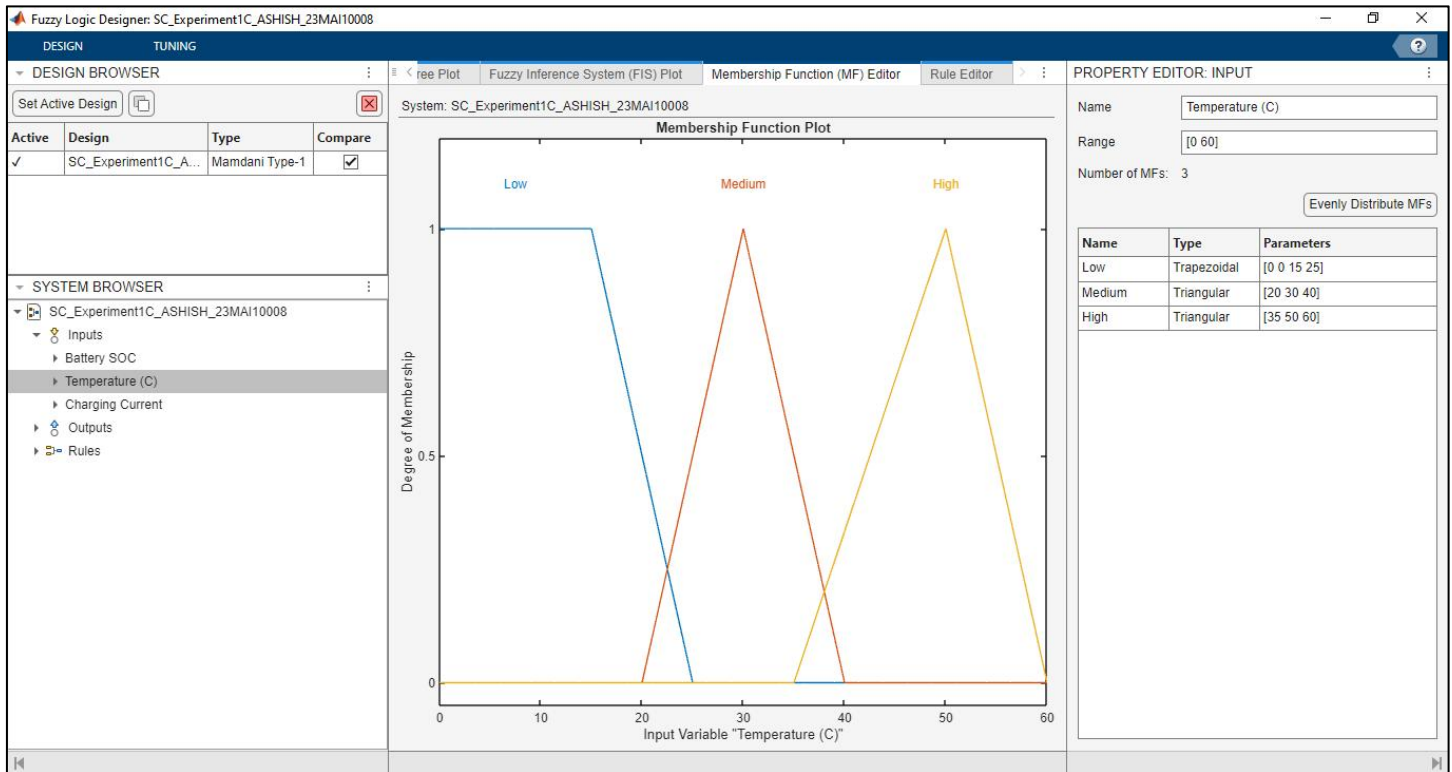 Fuzzy Logic Designer: SC_Experiment1C_ASHISH_23MAI10008
DESIGN TUNING
?
DESIGN BROWSER
Set Active Design
Active Design Type Compare
✓ SC_Experiment1C_A... Mamdani Type-1
SYSTEM BROWSER
SC_Experiment1C_ASHISH_23MAI10008
Inputs
Battery SOC
Temperature (C)
Charging Current
Outputs
Rules
ree Plot Fuzzy Inference System (FIS) Plot Membership Function (MF) Editor Rule Editor
System: SC_Experiment1C_ASHISH_23MAI10008
Membership Function Plot
Low Medium High
1
0.5
0
Degree of Membership
0 10 20 30 40 50 60
Input Variable "Temperature (C)"
PROPERTY EDITOR: INPUT
Name Temperature (C)
Range [0 60]
Number of MFs: 3
Evenly Distribute MFs
Name Type Parameters
Low Trapezoidal [0 0 15 25]
Medium Triangular [20 30 40]
High Triangular [35 50 60]